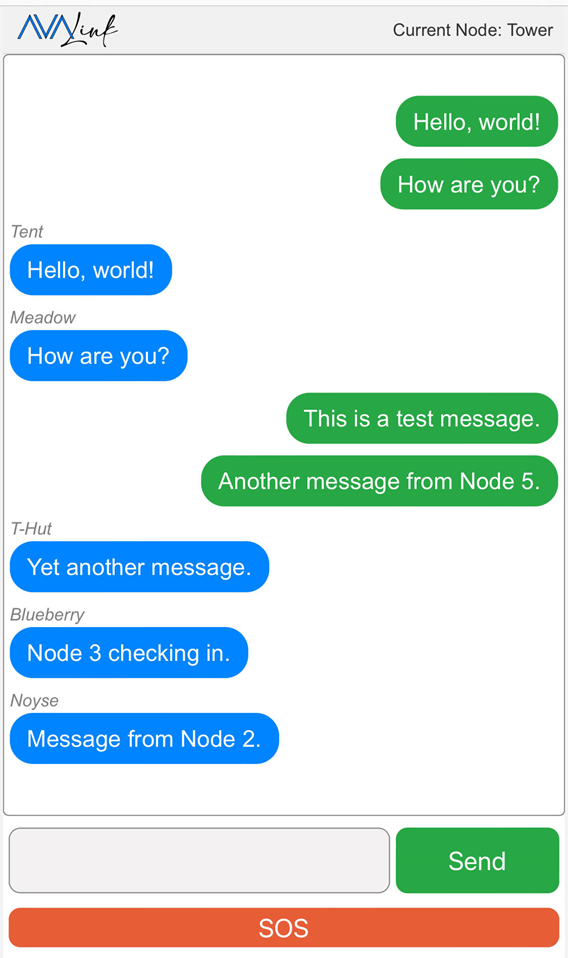 AVALink
Current Node: Tower
Hello, world!
How are you?
Tent
Hello, world!
Meadow
How are you?
This is a test message.
Another message from Node 5.
T-Hut
Yet another message.
Blueberry
Node 3 checking in.
Noyse
Message from Node 2.
Send
SOS